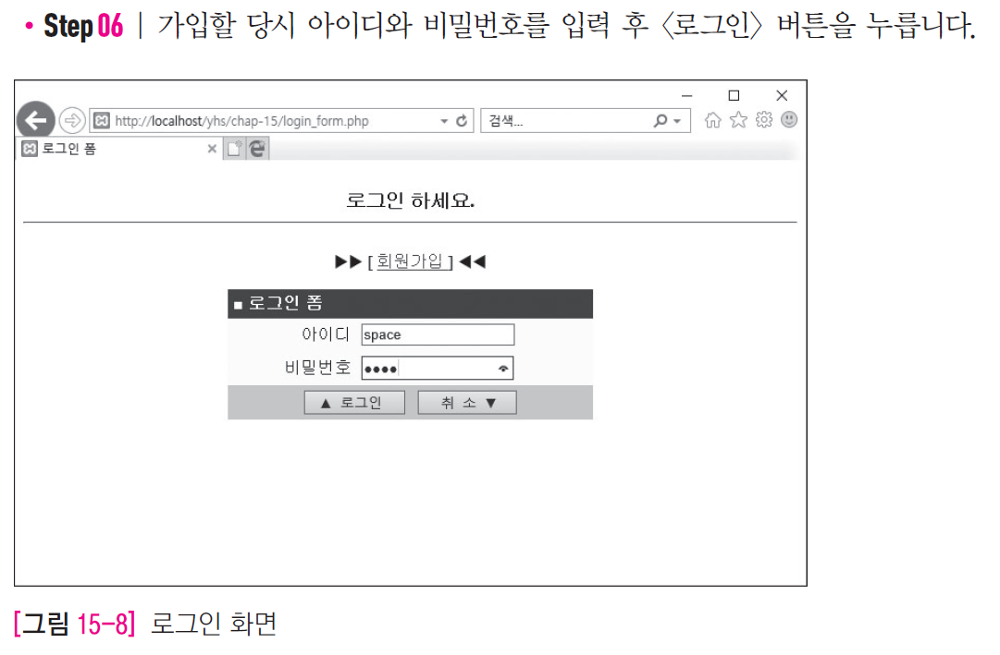 • Step 06 | 가입할 당시 아이디와 비밀번호를 입력 후 〈로그인〉 버튼을 누릅니다.
http://localhost/yhs/chap-15/login_form.php
검색...
로그인 폼
로그인 하세요.
▶▶ [ 회원가입 ] ◀◀
■ 로그인 폼
아이디 space
비밀번호 ●●●●
▲ 로그인 취 소 ▼
[그림 15-8] 로그인 화면